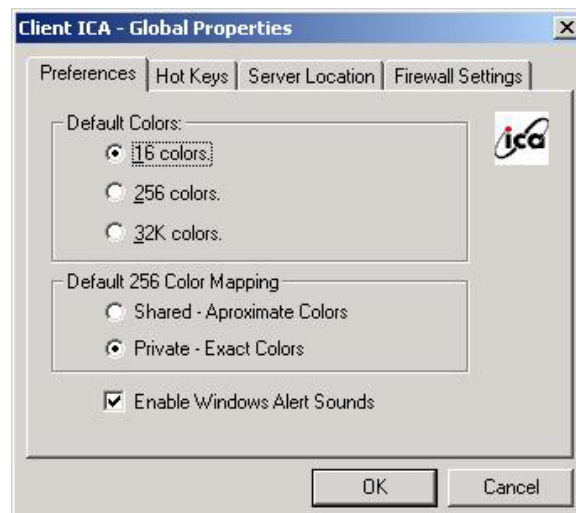 Client ICA - Global Properties
Preferences Hot Keys Server Location Firewall Settings
Default Colors:
ica
16 colors.
256 colors.
32K colors.
Default 256 Color Mapping
Shared - Aproximate Colors
Private - Exact Colors
Enable Windows Alert Sounds
OK Cancel